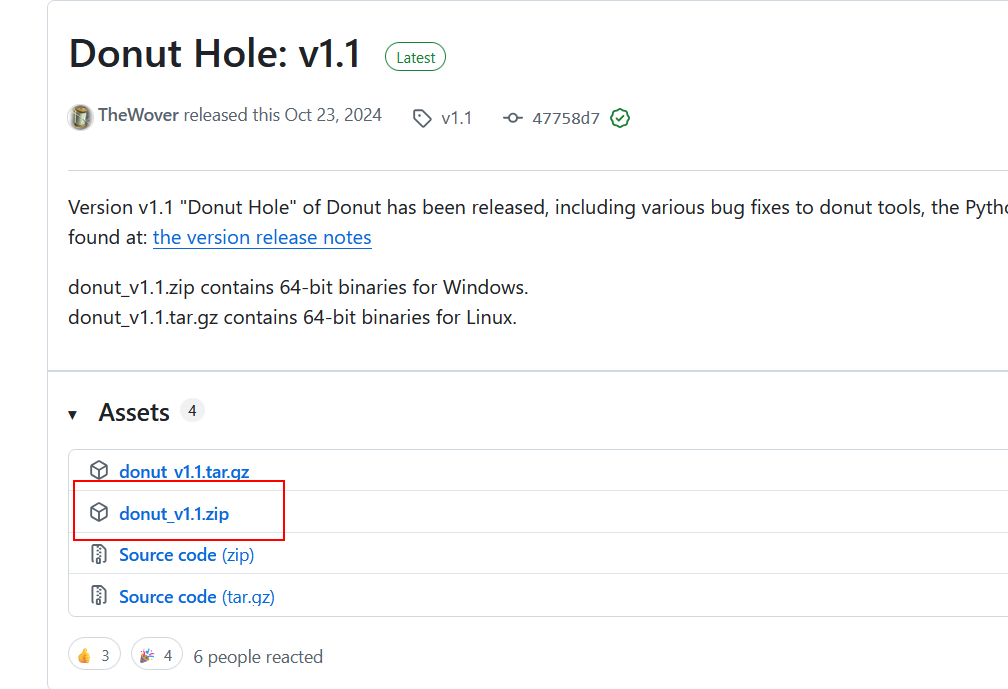 Donut Hole: v1.1 Latest
TheWover released this Oct 23, 2024 v1.1 47758d7
Version v1.1 "Donut Hole" of Donut has been released, including various bug fixes to donut tools, the Pytho
found at: the version release notes
donut_v1.1.zip contains 64-bit binaries for Windows.
donut_v1.1.tar.gz contains 64-bit binaries for Linux.
Assets 4
donut_v1.1.tar.gz
donut_v1.1.zip
Source code (zip)
Source code (tar.gz)
👍 3 🎉 4 6 people reacted